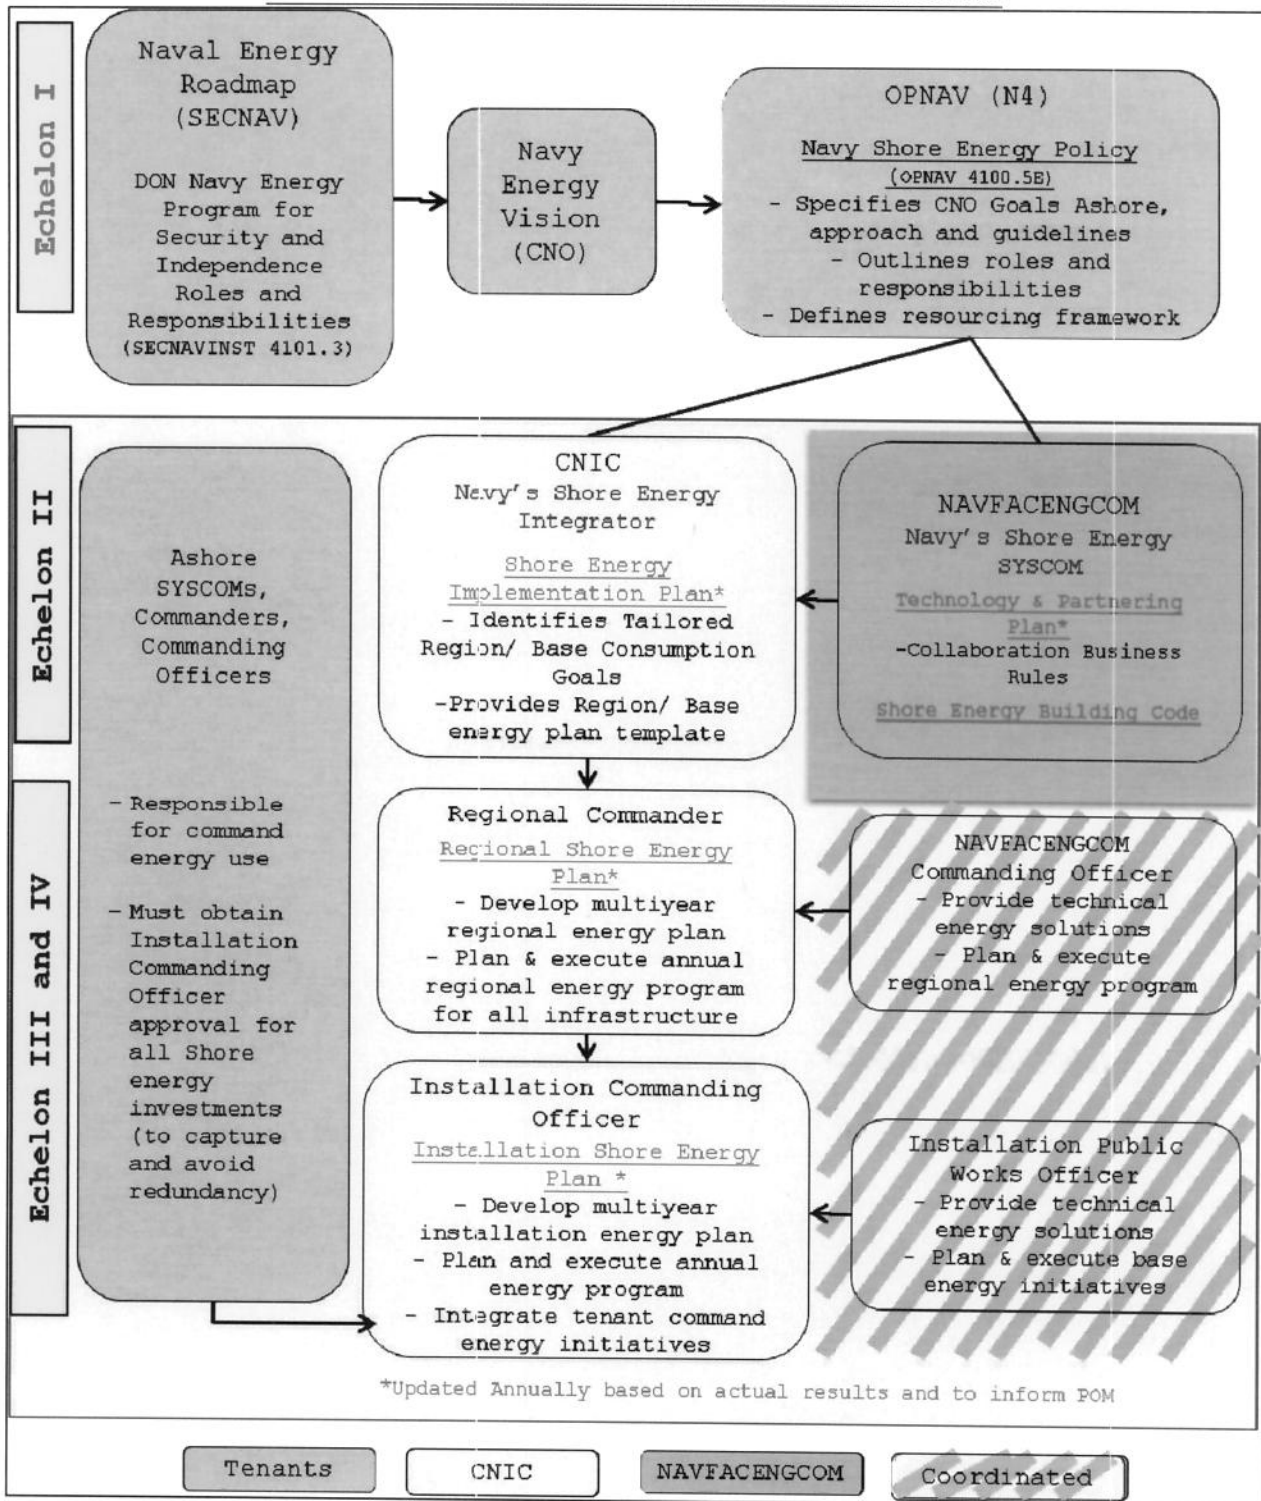 Echelon I
Naval Energy
Roadmap
(SECNAV)
DON Navy Energy
Program for
Security and
Independence
Roles and
Responsibilities
(SECNAVINST 4101.3)
Navy
Energy
Vision
(CNO)
OPNAV (N4)
Navy Shore Energy Policy
(OPNAV 4100.5E)
- Specifies CNO Goals Ashore,
approach and guidelines
- Outlines roles and
responsibilities
- Defines resourcing framework
Echelon II
Echelon III and IV
Ashore
SYSCOMs,
Commanders,
Commanding
Officers
- Responsible
for command
energy use
- Must obtain
Installation
Commanding
Officer
approval for
all Shore
energy
investments
(to capture
and avoid
redundancy)
CNIC
Navy's Shore Energy
Integrator
Shore Energy
Implementation Plan*
- Identifies Tailored
Region/ Base Consumption
Goals
-Provides Region/ Base
energy plan template
NAVFACENGCOM
Navy's Shore Energy
SYSCOM
Technology & Partnering
Plan*
-Collaboration Business
Rules
Shore Energy Building Code
Regional Commander
Regional Shore Energy
Plan*
- Develop multiyear
regional energy plan
- Plan & execute annual
regional energy program
for all infrastructure
NAVFACENGCOM
Commanding Officer
- Provide technical
energy solutions
- Plan & execute
regional energy program
Installation Commanding
Officer
Installation Shore Energy
Plan *
- Develop multiyear
installation energy plan
- Plan and execute annual
energy program
- Integrate tenant command
energy initiatives
Installation Public
Works Officer
- Provide technical
energy solutions
- Plan & execute base
energy initiatives
*Updated Annually based on actual results and to inform POM
Tenants
CNIC
NAVFACENGCOM
Coordinated